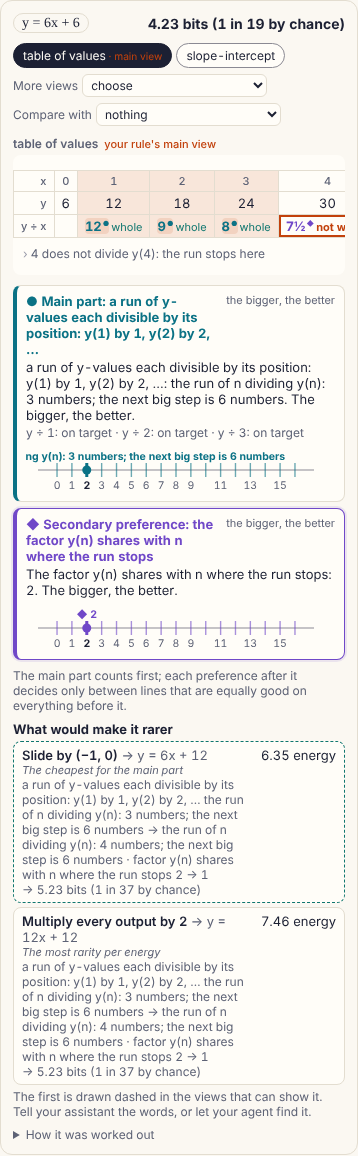 y = 6x + 6
4.23 bits (1 in 19 by chance)
table of values · main view
slope-intercept
More views choose
Compare with nothing
table of values your rule's main view
x 0 1 2 3 4
y 6 12 18 24 30
y ÷ x 12● whole 9● whole 8● whole 7½◆ not w
› 4 does not divide y(4): the run stops here
● Main part: a run of y-
values each divisible by its
position: y(1) by 1, y(2) by 2,
...
the bigger, the better
a run of y-values each divisible by its position:
y(1) by 1, y(2) by 2, ...: the run of n dividing y(n):
3 numbers; the next big step is 6 numbers. The
bigger, the better.
y ÷ 1: on target · y ÷ 2: on target · y ÷ 3: on target
ng y(n): 3 numbers; the next big step is 6 numbers
0 1 2 3 4 5 6 7 8 9 11 13 15
◆ Secondary preference: the
factor y(n) shares with n
where the run stops
the bigger, the better
The factor y(n) shares with n where the run stops:
2. The bigger, the better.
◆ 2
0 1 2 3 4 5 6 7 8 9 11 13 15
The main part counts first; each preference after it
decides only between lines that are equally good on
everything before it.
What would make it rarer
Slide by (−1, 0) → y = 6x + 12
6.35 energy
The cheapest for the main part
a run of y-values each divisible by its
position: y(1) by 1, y(2) by 2, ... the run
of n dividing y(n): 3 numbers; the next
big step is 6 numbers → the run of n
dividing y(n): 4 numbers; the next big
step is 6 numbers · factor y(n) shares
with n where the run stops 2 → 1
→ 5.23 bits (1 in 37 by chance)
Multiply every output by 2 → y =
12x + 12
7.46 energy
The most rarity per energy
a run of y-values each divisible by its
position: y(1) by 1, y(2) by 2, ... the run
of n dividing y(n): 3 numbers; the next
big step is 6 numbers → the run of n
dividing y(n): 4 numbers; the next big
step is 6 numbers · factor y(n) shares
with n where the run stops 2 → 1
→ 5.23 bits (1 in 37 by chance)
The first is drawn dashed in the views that can show it.
Tell your assistant the words, or let your agent find it.
▶ How it was worked out